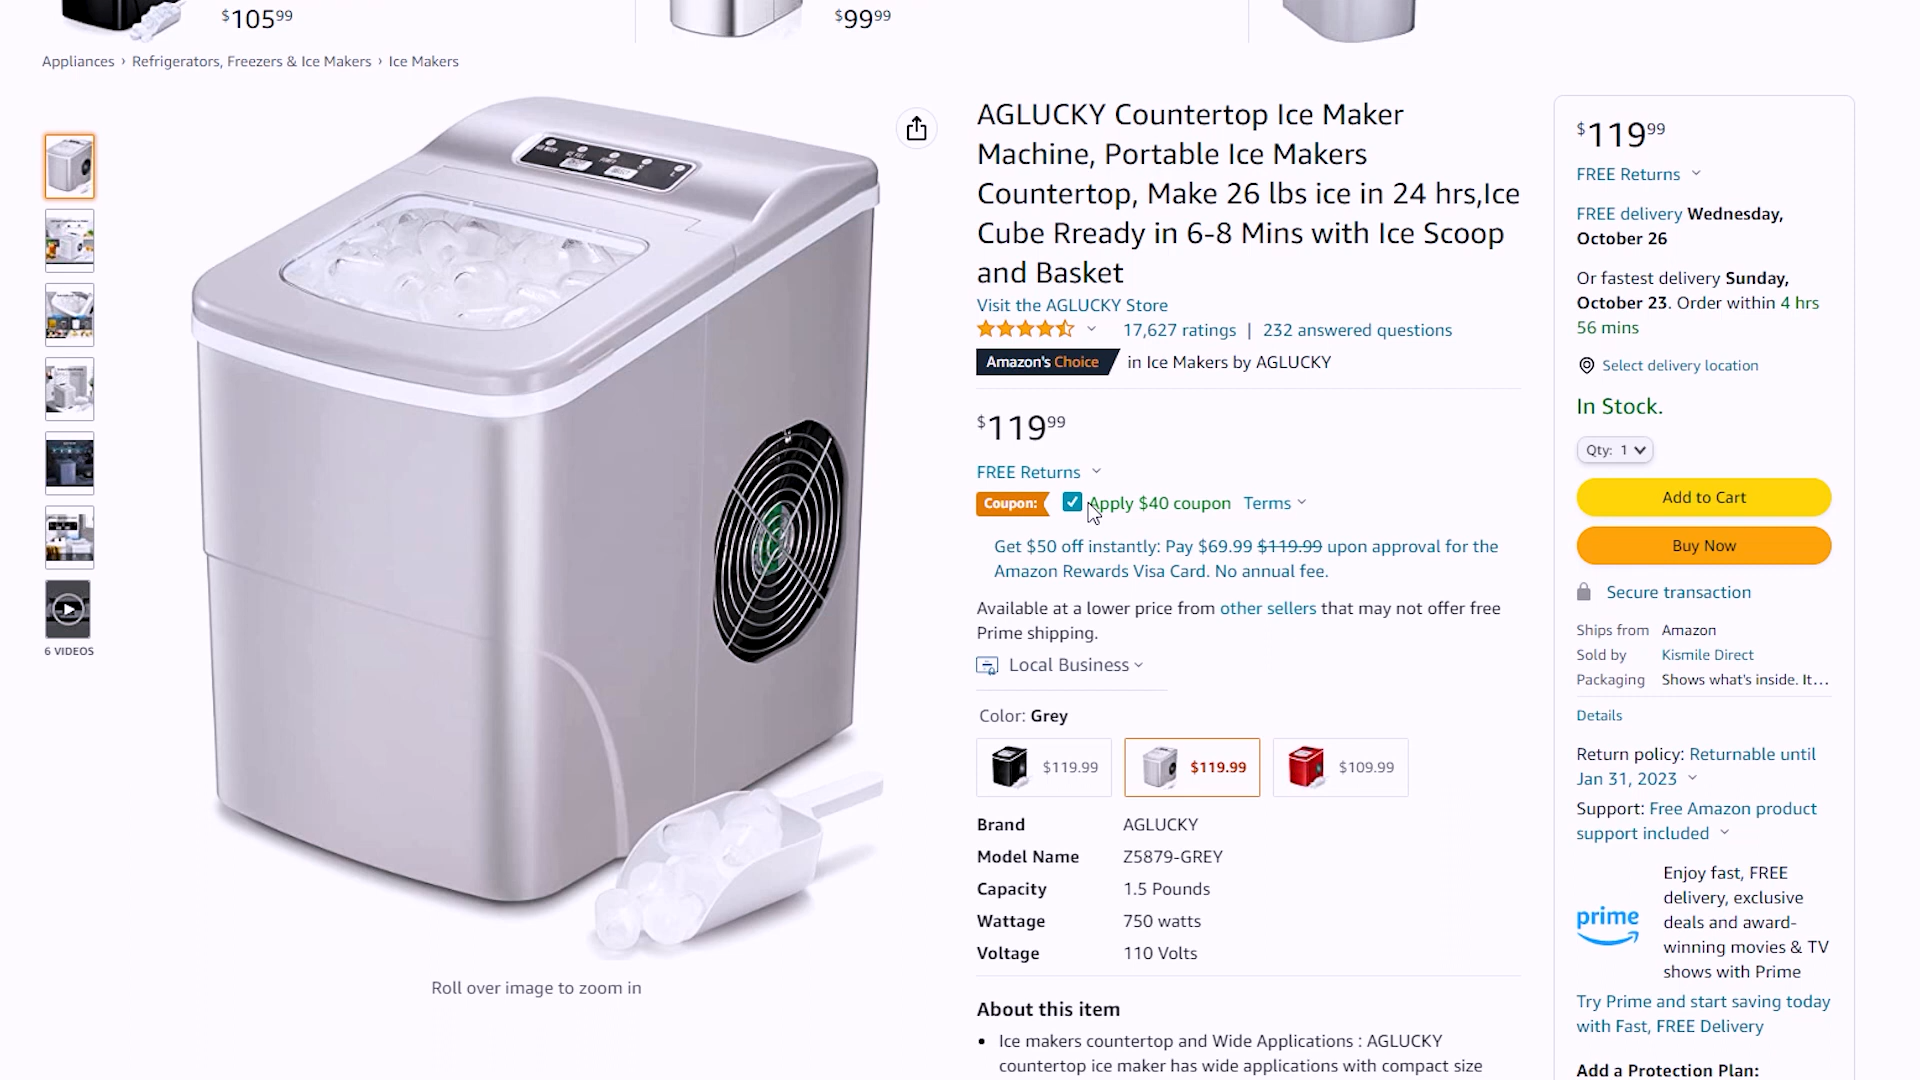 $105.99
$99.99
Appliances › Refrigerators, Freezers & Ice Makers › Ice Makers
6 VIDEOS
Roll over image to zoom in
AGLUCKY Countertop Ice Maker
Machine, Portable Ice Makers
Countertop, Make 26 lbs ice in 24 hrs,Ice
Cube Rready in 6-8 Mins with Ice Scoop
and Basket
Visit the AGLUCKY Store
17,627 ratings | 232 answered questions
Amazon's Choice in Ice Makers by AGLUCKY
$119.99
FREE Returns
Coupon: Apply $40 coupon Terms
Get $50 off instantly: Pay $69.99 $119.99 upon approval for the
Amazon Rewards Visa Card. No annual fee.
Available at a lower price from other sellers that may not offer free
Prime shipping.
Local Business
Color: Grey
$119.99 $119.99 $109.99
Brand AGLUCKY
Model Name Z5879-GREY
Capacity 1.5 Pounds
Wattage 750 watts
Voltage 110 Volts
About this item
• Ice makers countertop and Wide Applications : AGLUCKY
countertop ice maker has wide applications with compact size
$119.99
FREE Returns
FREE delivery Wednesday,
October 26
Or fastest delivery Sunday,
October 23. Order within 4 hrs
56 mins
Select delivery location
In Stock.
Qty: 1
Add to Cart
Buy Now
Secure transaction
Ships from Amazon
Sold by Kismile Direct
Packaging Shows what's inside. It…
Details
Return policy: Returnable until
Jan 31, 2023
Support: Free Amazon product
support included
prime
Enjoy fast, FREE
delivery, exclusive
deals and award-
winning movies & TV
shows with Prime
Try Prime and start saving today
with Fast, FREE Delivery
Add a Protection Plan: